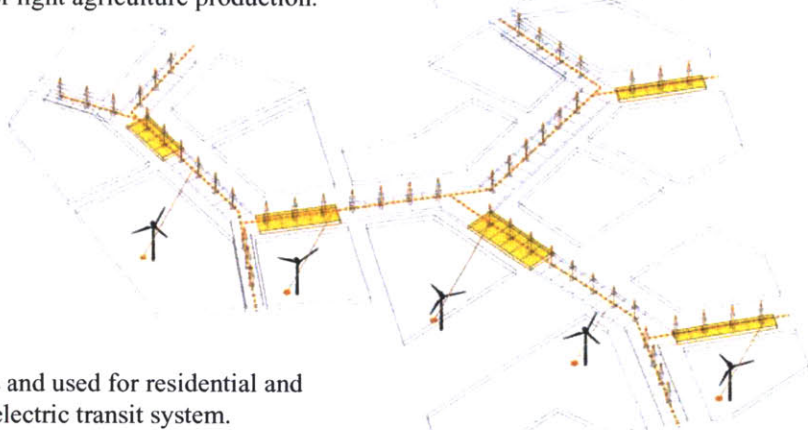 light agriculture production.
and used for residential and
electric transit system.